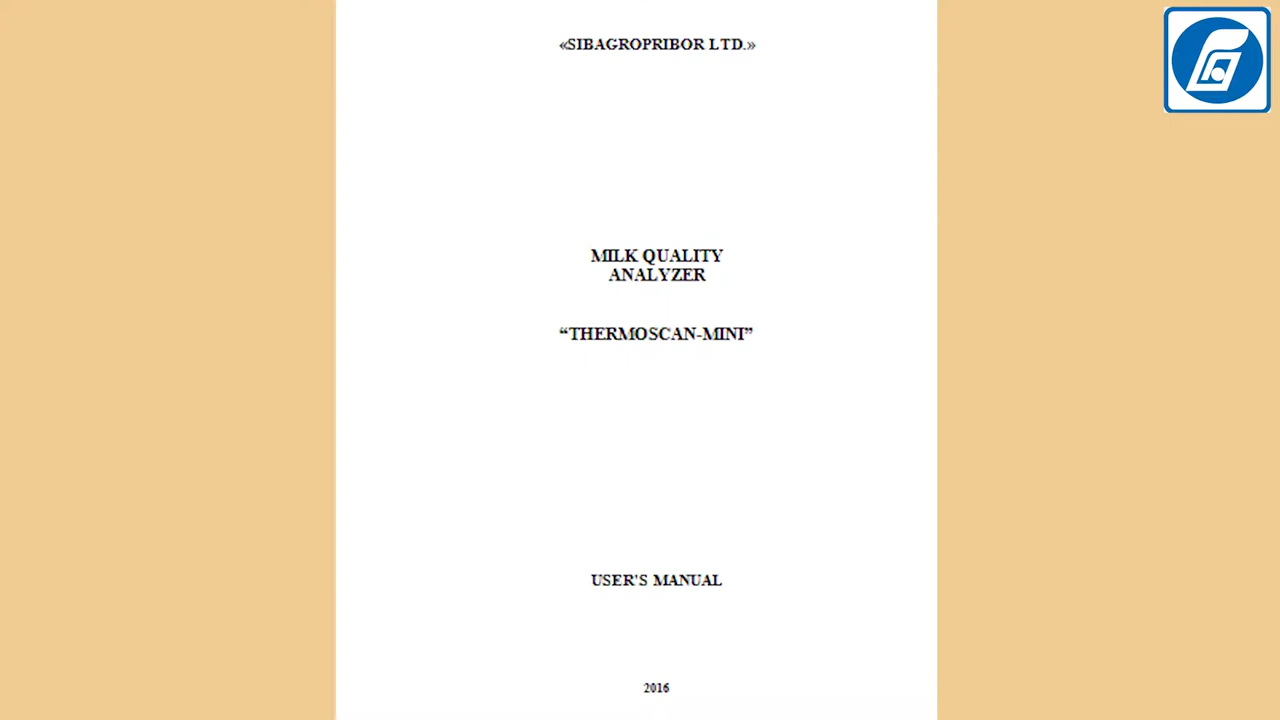 «SIBAGROPRIBOR LTD.»
MILK QUALITY
ANALYZER
“THERMOSCAN-MINI”
USER'S MANUAL
2016